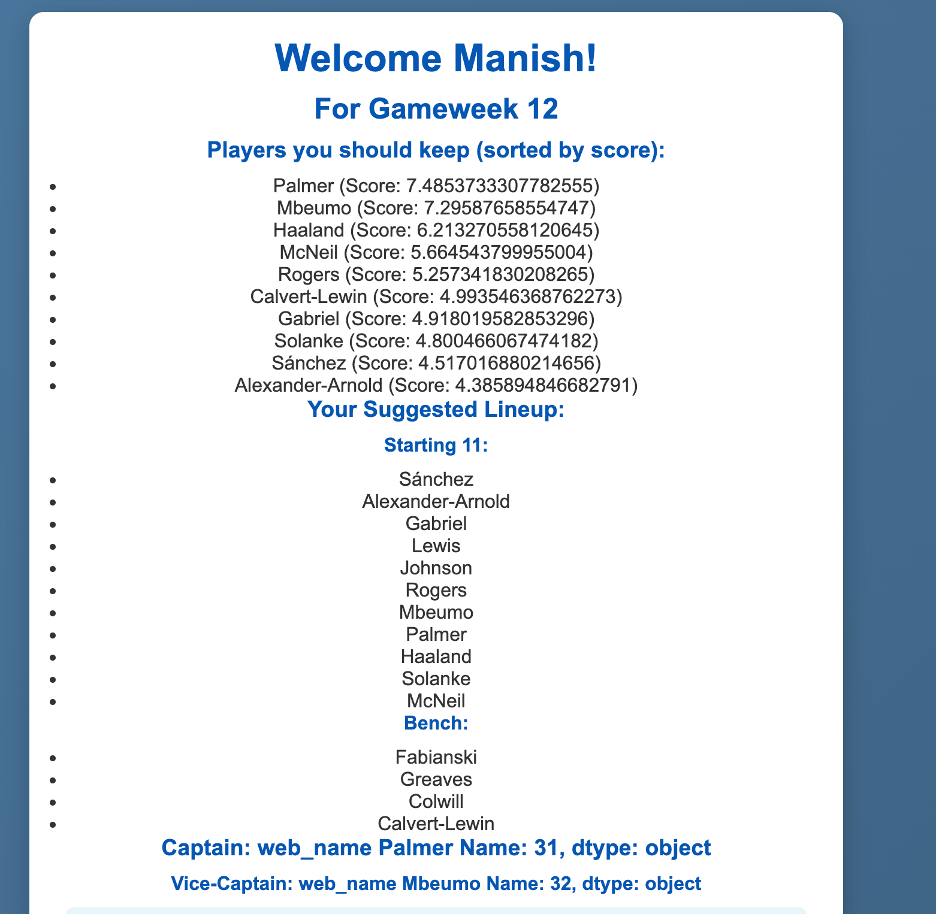 Welcome Manish!
For Gameweek 12
Players you should keep (sorted by score):
Palmer (Score: 7.4853733307782555)
Mbeumo (Score: 7.29587658554747)
Haaland (Score: 6.213270558120645)
McNeil (Score: 5.664543799955004)
Rogers (Score: 5.257341830208265)
Calvert-Lewin (Score: 4.993546368762273)
Gabriel (Score: 4.918019582853296)
Solanke (Score: 4.800466067474182)
Sánchez (Score: 4.517016880214656)
Alexander-Arnold (Score: 4.385894846682791)
Your Suggested Lineup:
Starting 11:
Sánchez
Alexander-Arnold
Gabriel
Lewis
Johnson
Rogers
Mbeumo
Palmer
Haaland
Solanke
McNeil
Bench:
Fabianski
Greaves
Colwill
Calvert-Lewin
Captain: web_name Palmer Name: 31, dtype: object
Vice-Captain: web_name Mbeumo Name: 32, dtype: object